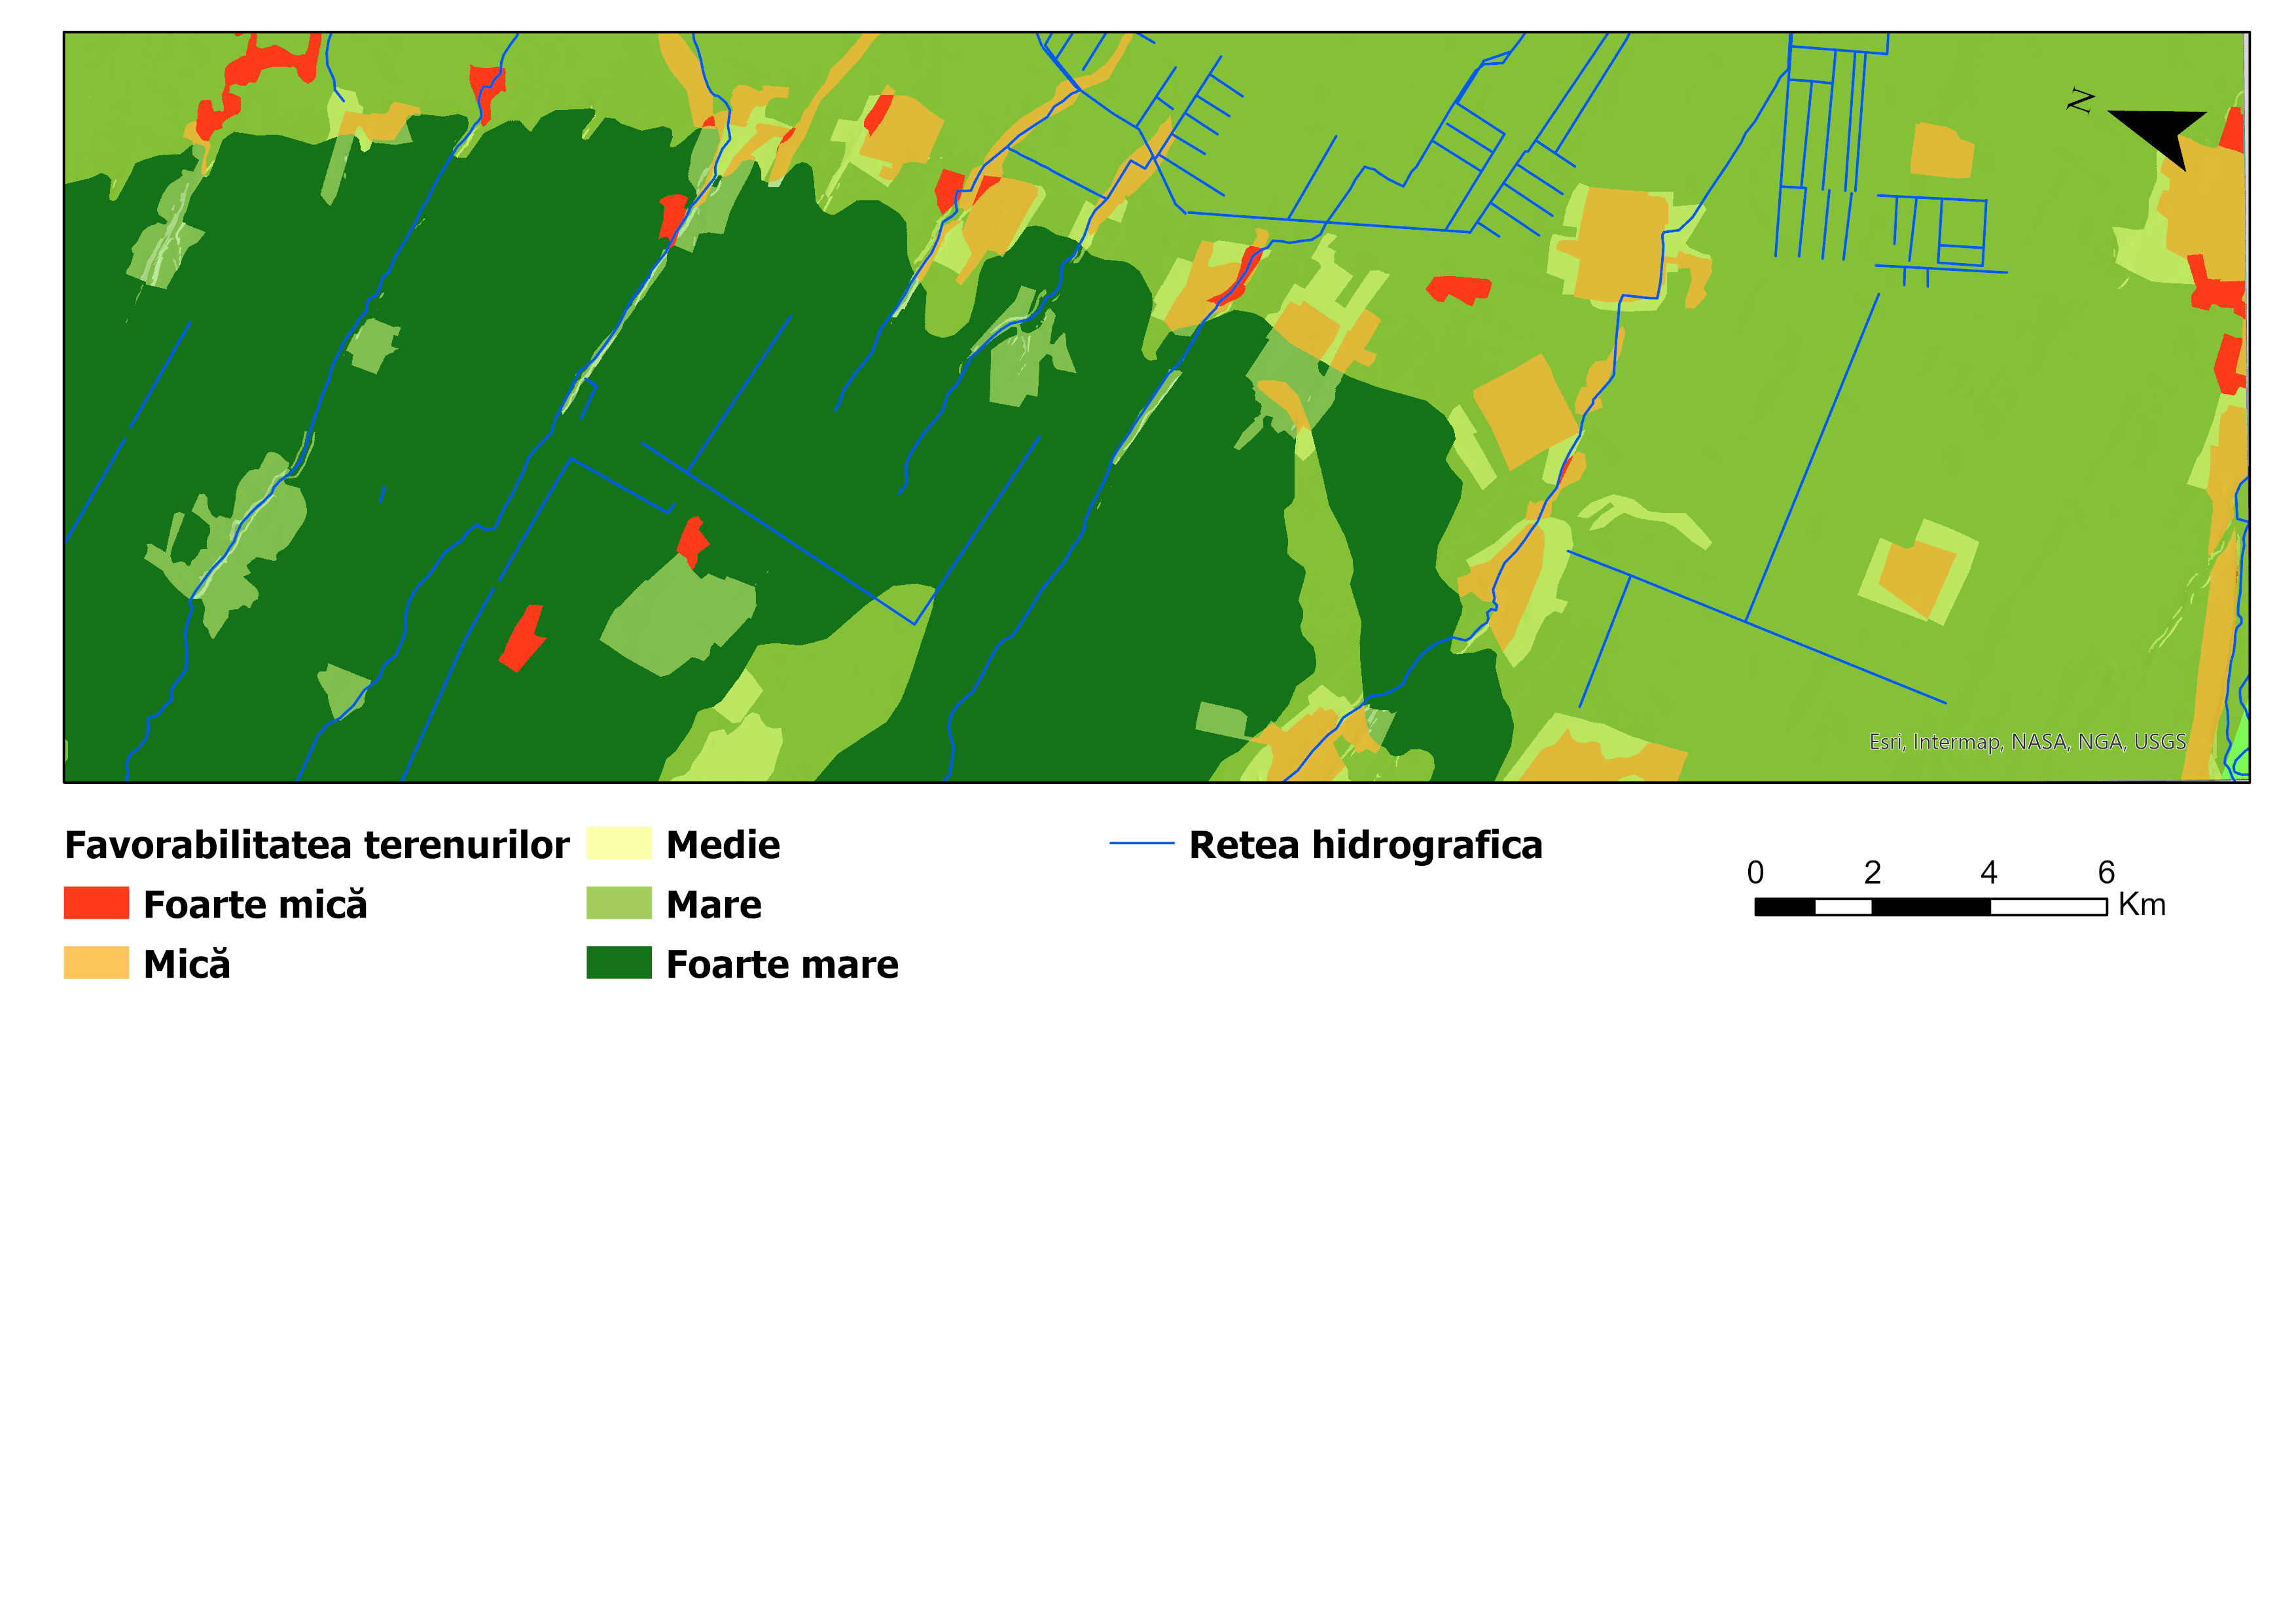 N
Esri, Intermap, NASA, NGA, USGS
Favorabilitatea terenurilor
Foarte mică
Mică
Medie
Mare
Foarte mare
Retea hidrografica
0 2 4 6
Km